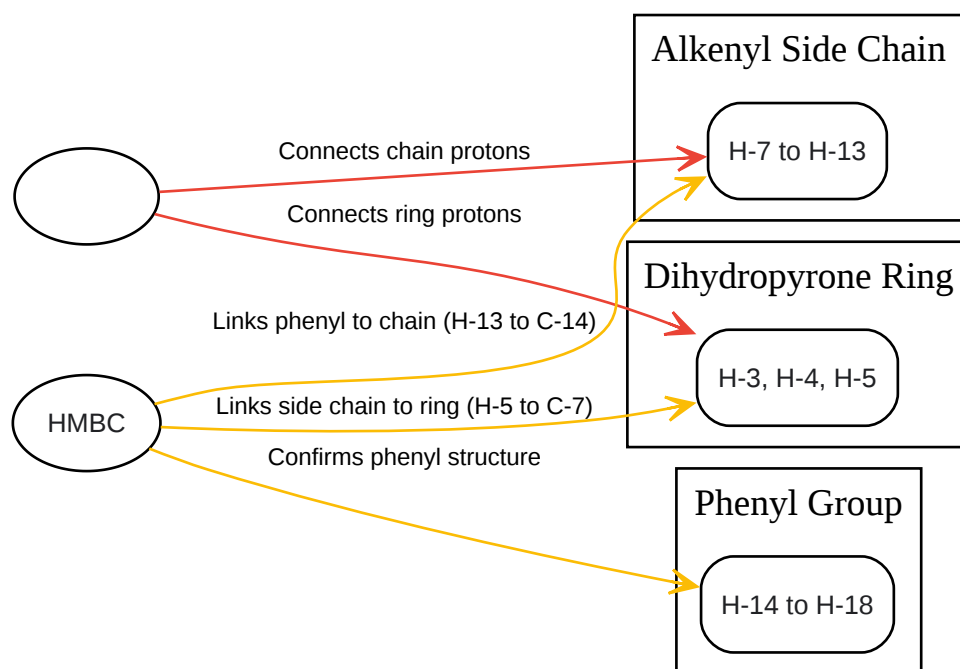 Alkenyl Side Chain
H-7 to H-13
Connects chain protons
Connects ring protons
Dihydropyrone Ring
Links phenyl to chain (H-13 to C-14)
H-3, H-4, H-5
Links side chain to ring (H-5 to C-7)
HMBC
Confirms phenyl structure
Phenyl Group
H-14 to H-18